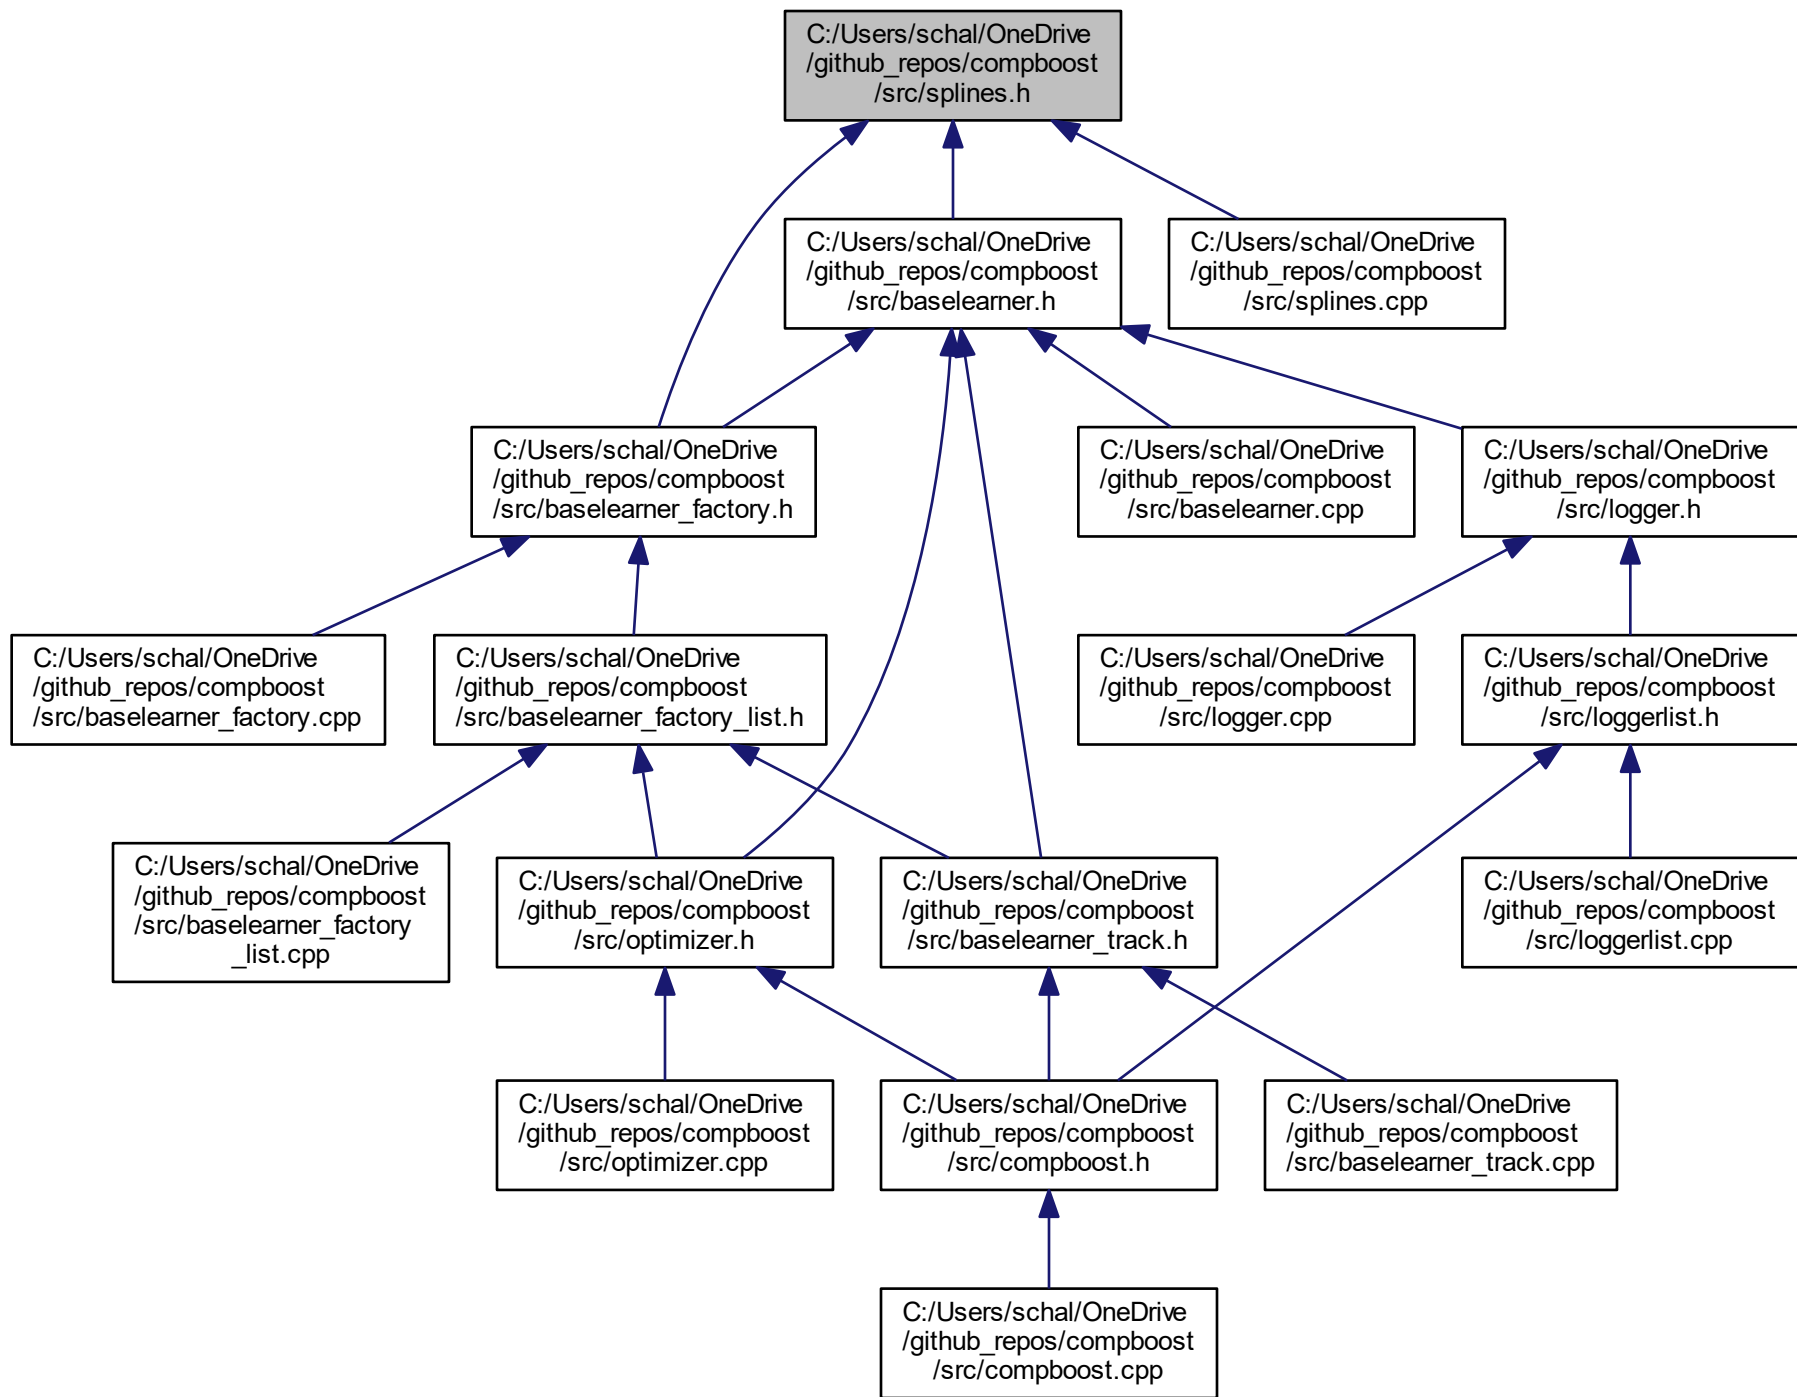 C:/Users/schal/OneDrive
/github_repos/compboost
/src/splines.h
C:/Users/schal/OneDrive
/github_repos/compboost
/src/baselearner.h
C:/Users/schal/OneDrive
/github_repos/compboost
/src/splines.cpp
C:/Users/schal/OneDrive
/github_repos/compboost
/src/baselearner_factory.h
C:/Users/schal/OneDrive
/github_repos/compboost
/src/baselearner.cpp
C:/Users/schal/OneDrive
/github_repos/compboost
/src/logger.h
C:/Users/schal/OneDrive
/github_repos/compboost
/src/baselearner_factory.cpp
C:/Users/schal/OneDrive
/github_repos/compboost
/src/baselearner_factory_list.h
C:/Users/schal/OneDrive
/github_repos/compboost
/src/logger.cpp
C:/Users/schal/OneDrive
/github_repos/compboost
/src/loggerlist.h
C:/Users/schal/OneDrive
/github_repos/compboost
/src/baselearner_factory
_list.cpp
C:/Users/schal/OneDrive
/github_repos/compboost
/src/optimizer.h
C:/Users/schal/OneDrive
/github_repos/compboost
/src/baselearner_track.h
C:/Users/schal/OneDrive
/github_repos/compboost
/src/loggerlist.cpp
C:/Users/schal/OneDrive
/github_repos/compboost
/src/optimizer.cpp
C:/Users/schal/OneDrive
/github_repos/compboost
/src/compboost.h
C:/Users/schal/OneDrive
/github_repos/compboost
/src/baselearner_track.cpp
C:/Users/schal/OneDrive
/github_repos/compboost
/src/compboost.cpp